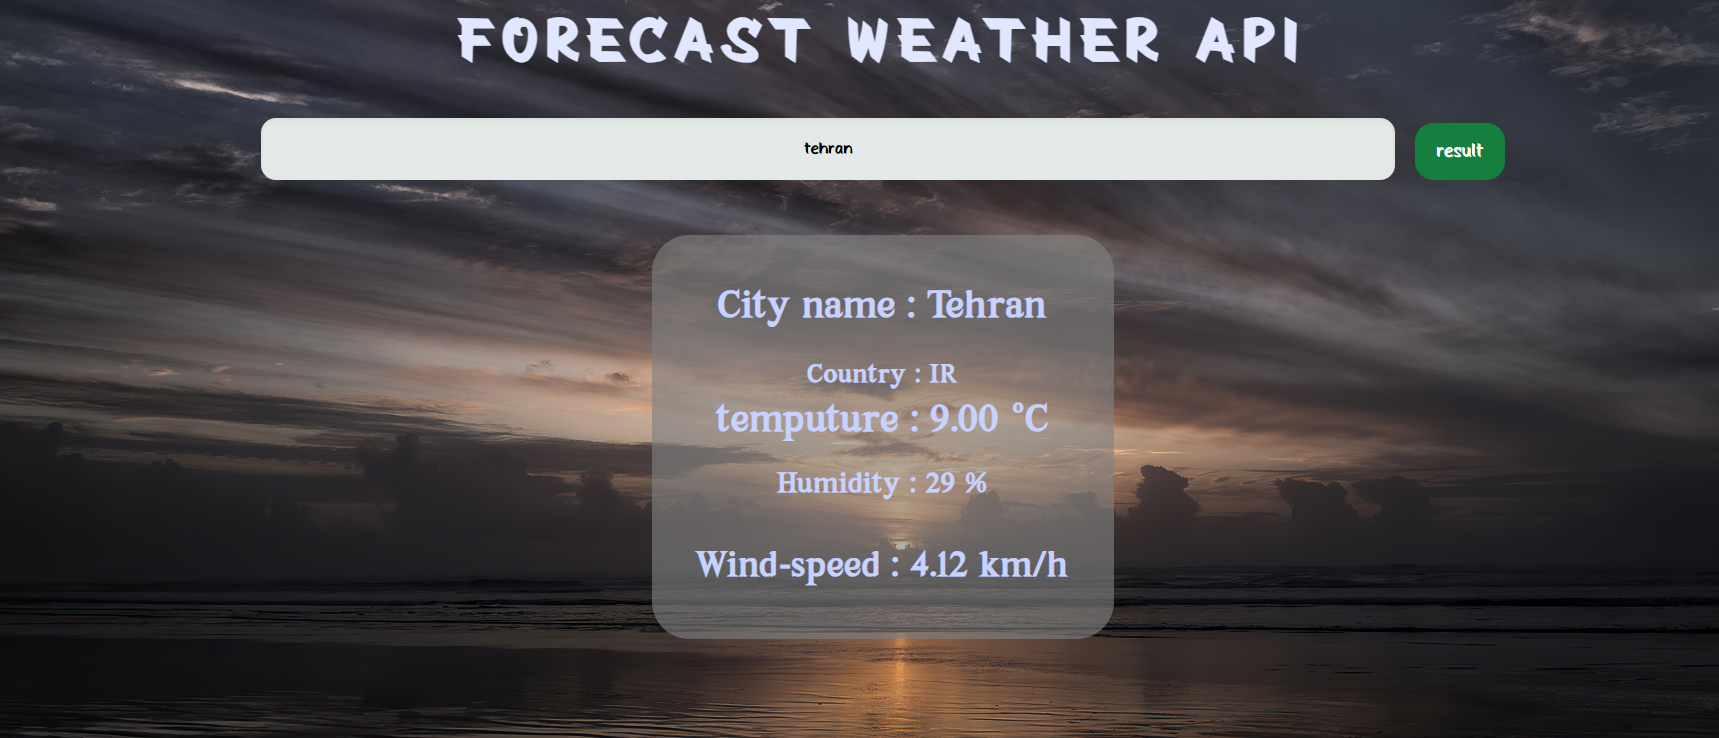 FORECAST WEATHER API
tehran
result
City name : Tehran
Country : IR
temputure : 9.00 °C
Humidity : 29 %
Wind-speed : 4.12 km/h